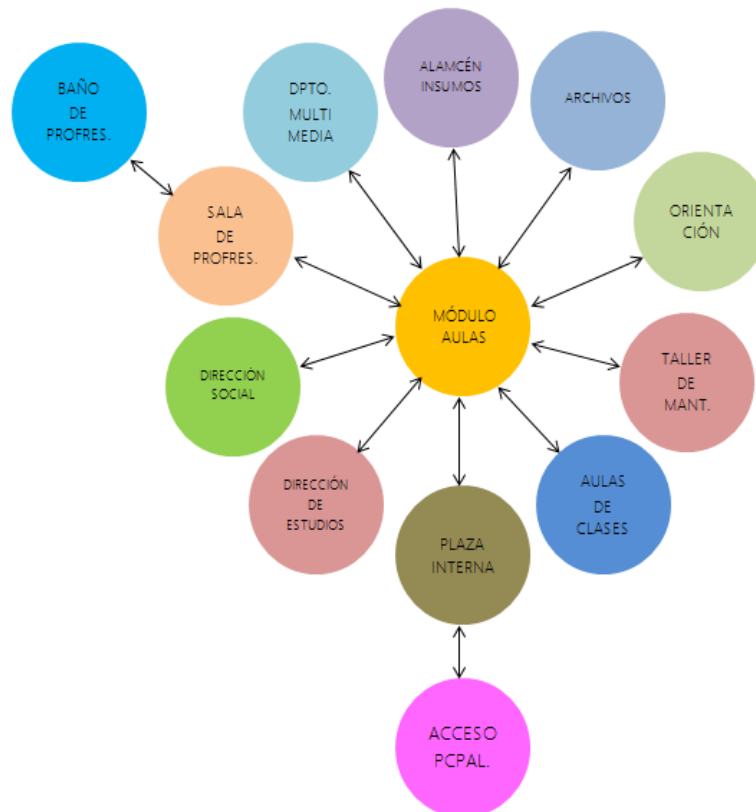 ALAMCÉN
INSUMOS
BAÑO
DE
PROFRES.
DPTO.
MULTI
MEDIA
ARCHIVOS
SALA
DE
PROFRES.
ORIENTA
CIÓN
MÓDULO
AULAS
DIRECCIÓN
SOCIAL
TALLER
DE
MANT.
DIRECCIÓN
DE
ESTUDIOS
AULAS
DE
CLASES
PLAZA
INTERNA
ACCESO
PCPAL.